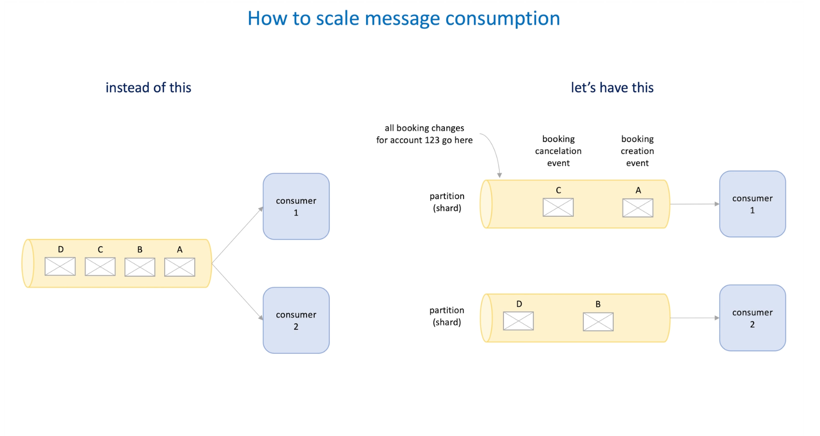 How to scale message consumption
instead of this
D
C
B
A
consumer
1
consumer
2
let's have this
all booking changes
for account 123 go here
booking
cancelation
event
booking
creation
event
partition
(shard)
C
A
consumer
1
partition
(shard)
D
B
consumer
2